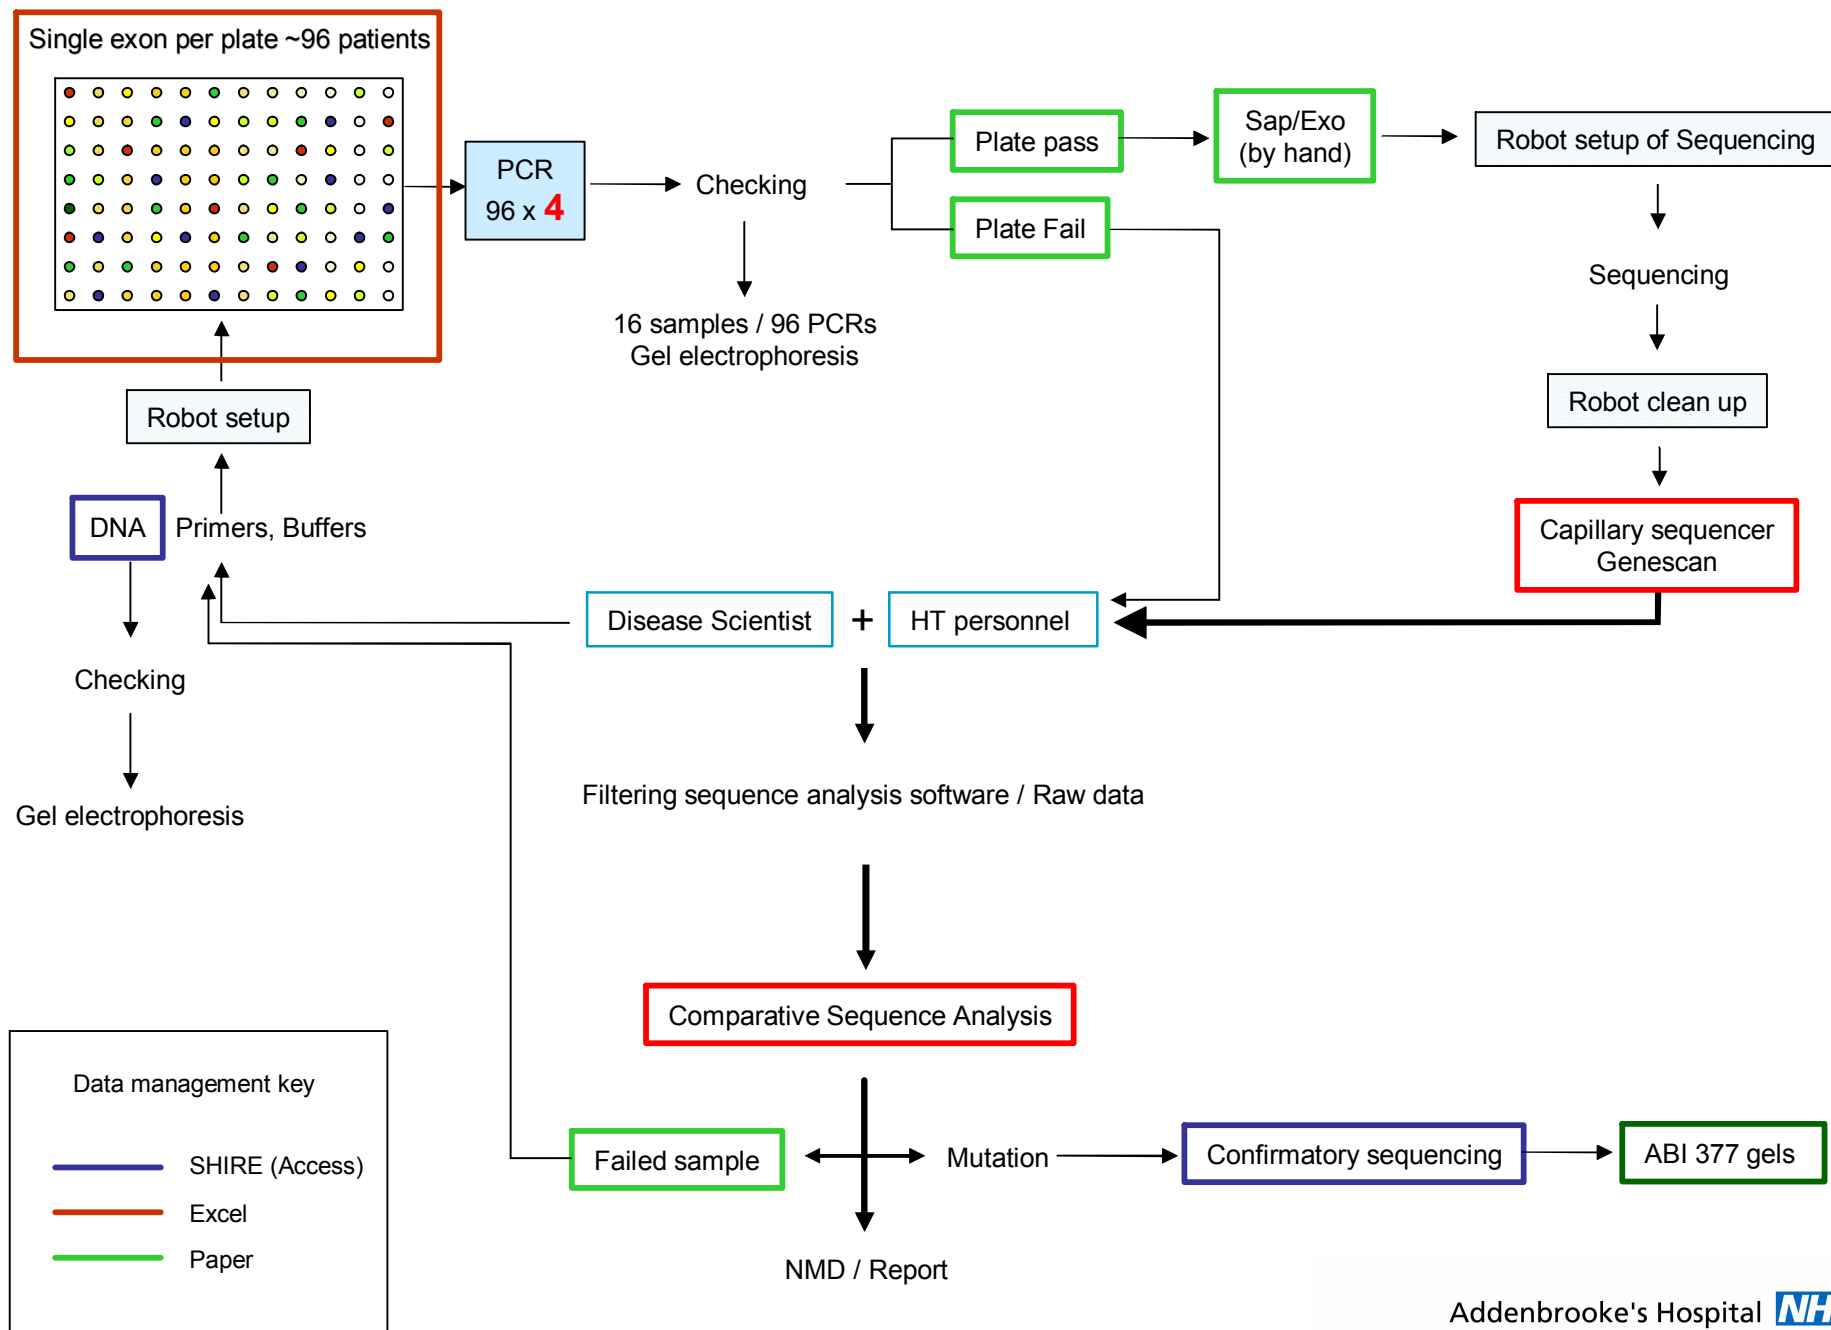 Single exon per plate ~96 patients
PCR
96 x 4
Checking
16 samples / 96 PCRs
Gel electrophoresis
Plate pass
Plate Fail
Sap/Exo
(by hand)
Robot setup of Sequencing
Sequencing
Robot clean up
Capillary sequencer
Genescan
Robot setup
DNA
Primers, Buffers
Checking
Gel electrophoresis
Disease Scientist
+
HT personnel
Filtering sequence analysis software / Raw data
Comparative Sequence Analysis
Failed sample
Mutation
Confirmatory sequencing
ABI 377 gels
NMD / Report
Data management key
SHIRE (Access)
Excel
Paper
Addenbrooke's Hospital NH